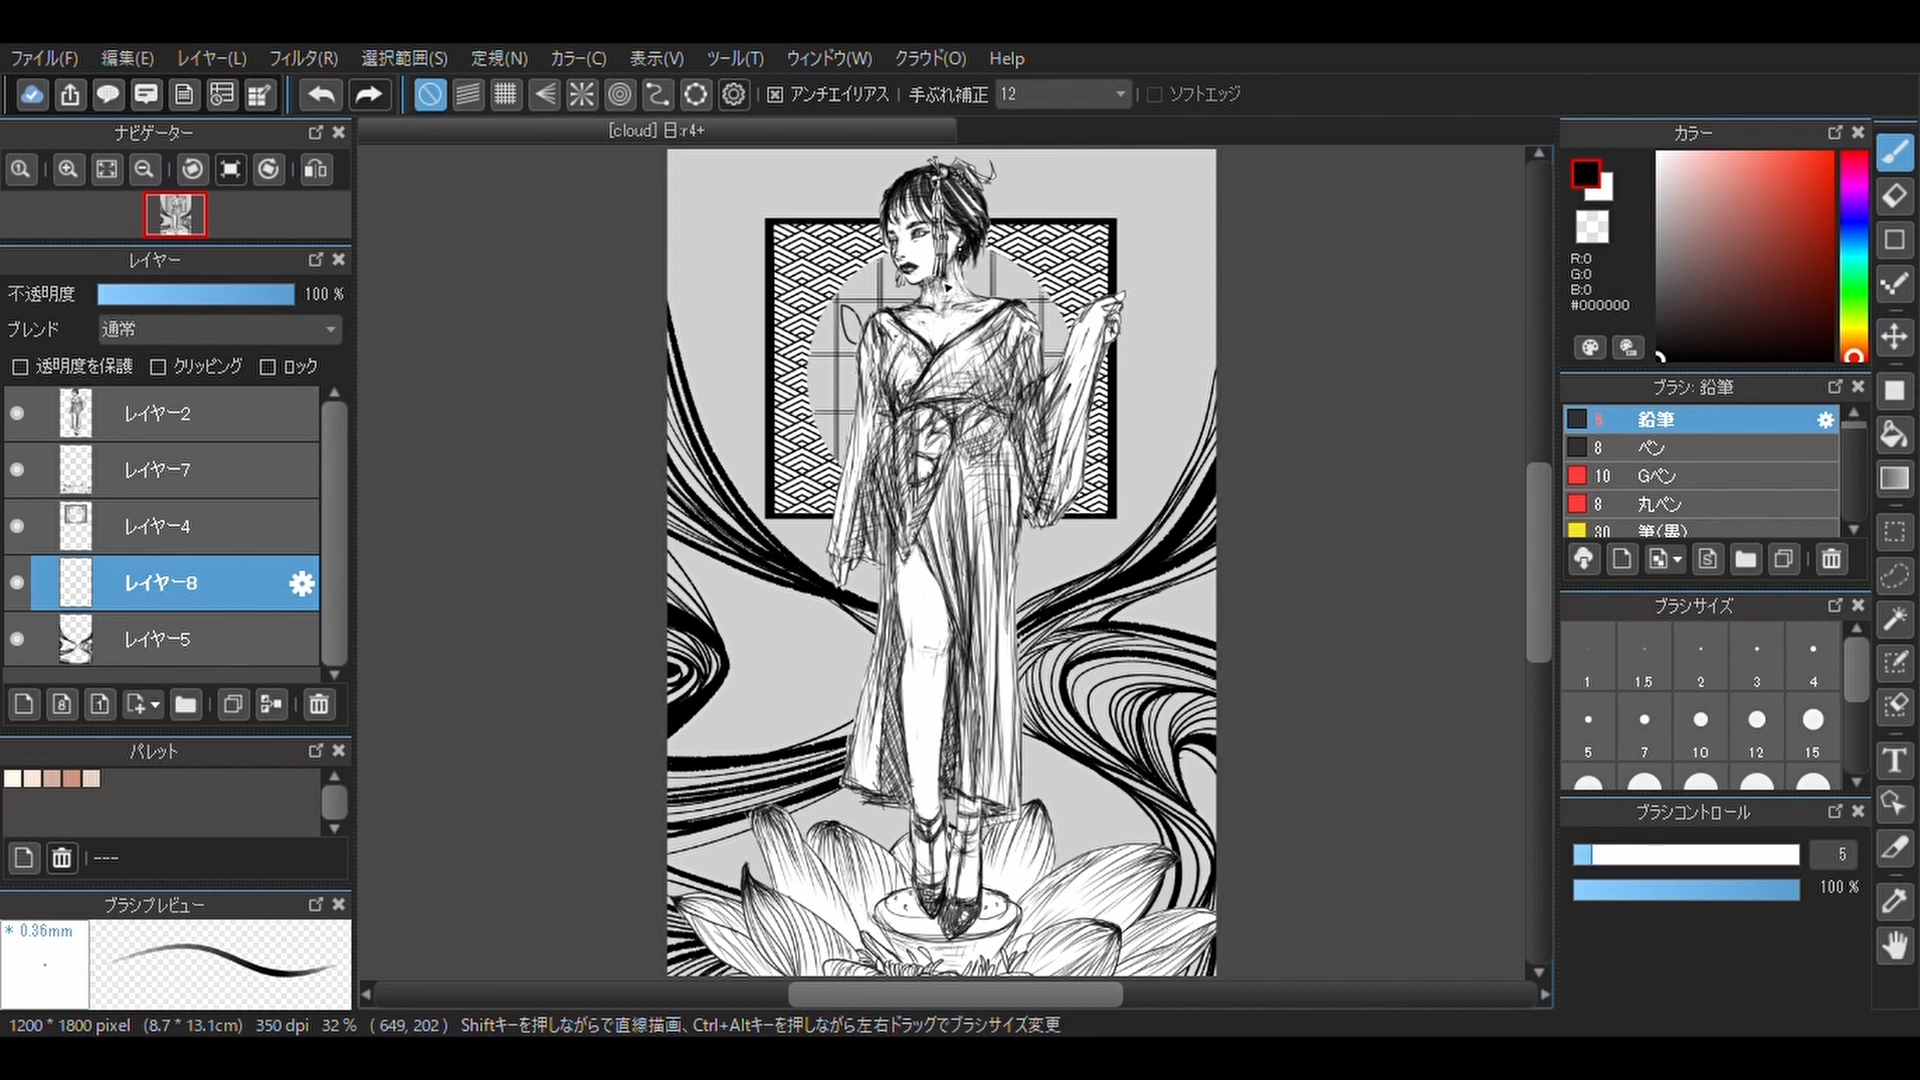 ファイル(F) 編集(E) レイヤー(L) フィルタ(R) 選択範囲(S) 定規(N) カラー(C) 表示(V) ツール(T) ウィンドウ(W) クラウド(O) Help
アンチエイリアス 手ぶれ補正 12 ソフトエッジ
ナビゲーター
レイヤー
不透明度 100 %
ブレンド 通常
透明度を保護 クリッピング ロック
レイヤー2
レイヤー7
レイヤー4
レイヤー8
レイヤー5
8 1
パレット
---
ブラシプレビュー
* 0.36mm
カラー
R:0
G:0
B:0
#000000
ブラシ: 鉛筆
5 鉛筆
8 ペン
10 Gペン
8 丸ペン
30 筆(墨)
ブラシサイズ
1 1.5 2 3 4
5 7 10 12 15
ブラシコントロール
5
100 %
1200 * 1800 pixel (8.7 * 13.1cm) 350 dpi 32 % ( 649, 202 ) Shiftキーを押しながらで直線描画、Ctrl+Altキーを押しながら左右ドラッグでブラシサイズ変更